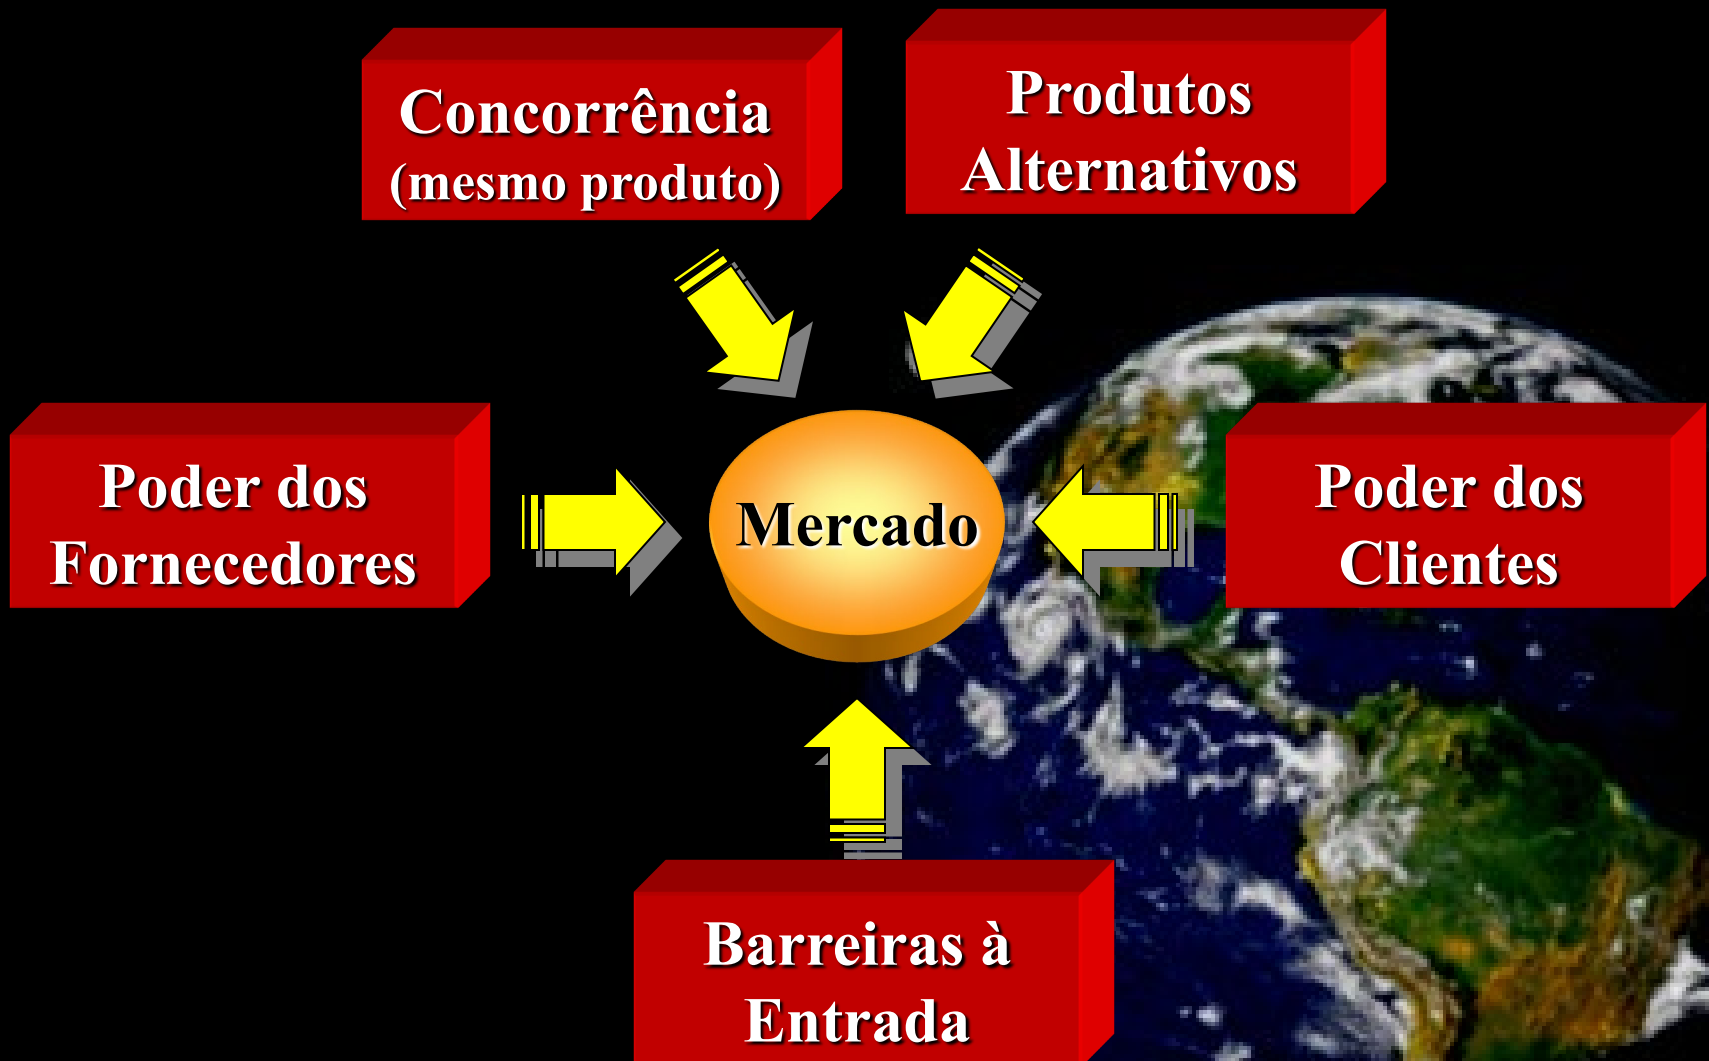 Concorrência
(mesmo produto)
Produtos
Alternativos
Poder dos
Fornecedores
Mercado
Poder dos
Clientes
Barreiras à
Entrada